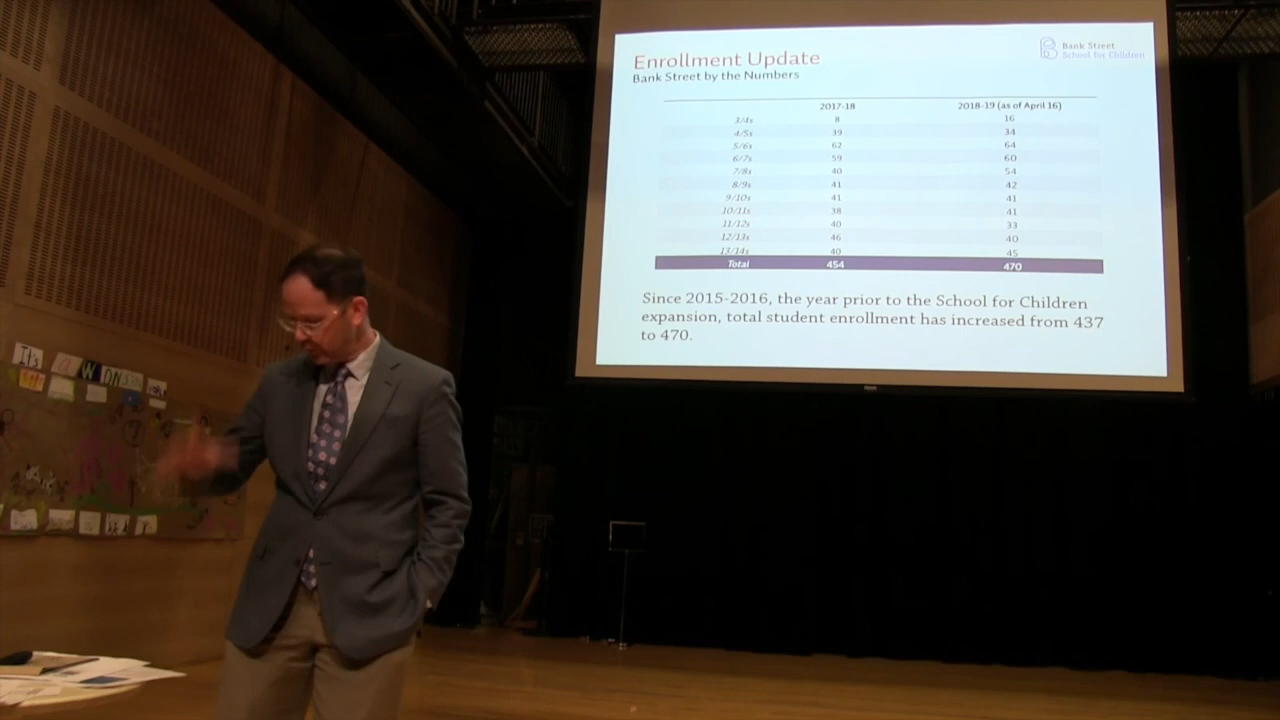 Enrollment Update
Bank Street by the Numbers
Bank Street
School for Children
2017-18 2018-19 (as of April 16)
3/4s 8 16
4/5s 39 34
5/6s 62 64
6/7s 59 60
7/8s 40 54
8/9s 41 42
9/10s 41 41
10/11s 38 41
11/12s 40 33
12/13s 46 40
13/14s 40 45
Total 454 470
Since 2015-2016, the year prior to the School for Children
expansion, total student enrollment has increased from 437
to 470.
It's a